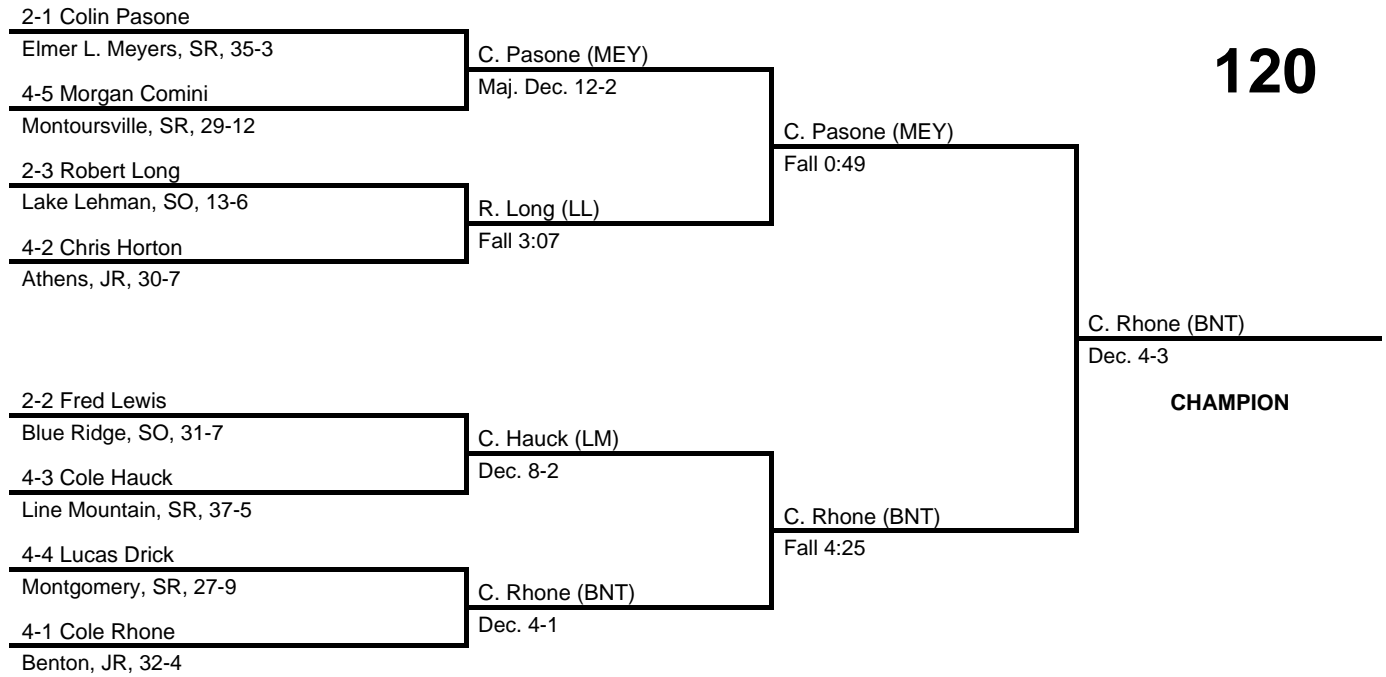 2-1 Colin Pasone
Elmer L. Meyers, SR, 35-3
4-5 Morgan Comini
Montoursville, SR, 29-12
2-3 Robert Long
Lake Lehman, SO, 13-6
4-2 Chris Horton
Athens, JR, 30-7
2-2 Fred Lewis
Blue Ridge, SO, 31-7
4-3 Cole Hauck
Line Mountain, SR, 37-5
4-4 Lucas Drick
Montgomery, SR, 27-9
4-1 Cole Rhone
Benton, JR, 32-4
C. Pasone (MEY)
Maj. Dec. 12-2
R. Long (LL)
Fall 3:07
C. Hauck (LM)
Dec. 8-2
C. Rhone (BNT)
Dec. 4-1
C. Pasone (MEY)
Fall 0:49
C. Rhone (BNT)
Fall 4:25
120
C. Rhone (BNT)
Dec. 4-3
CHAMPION